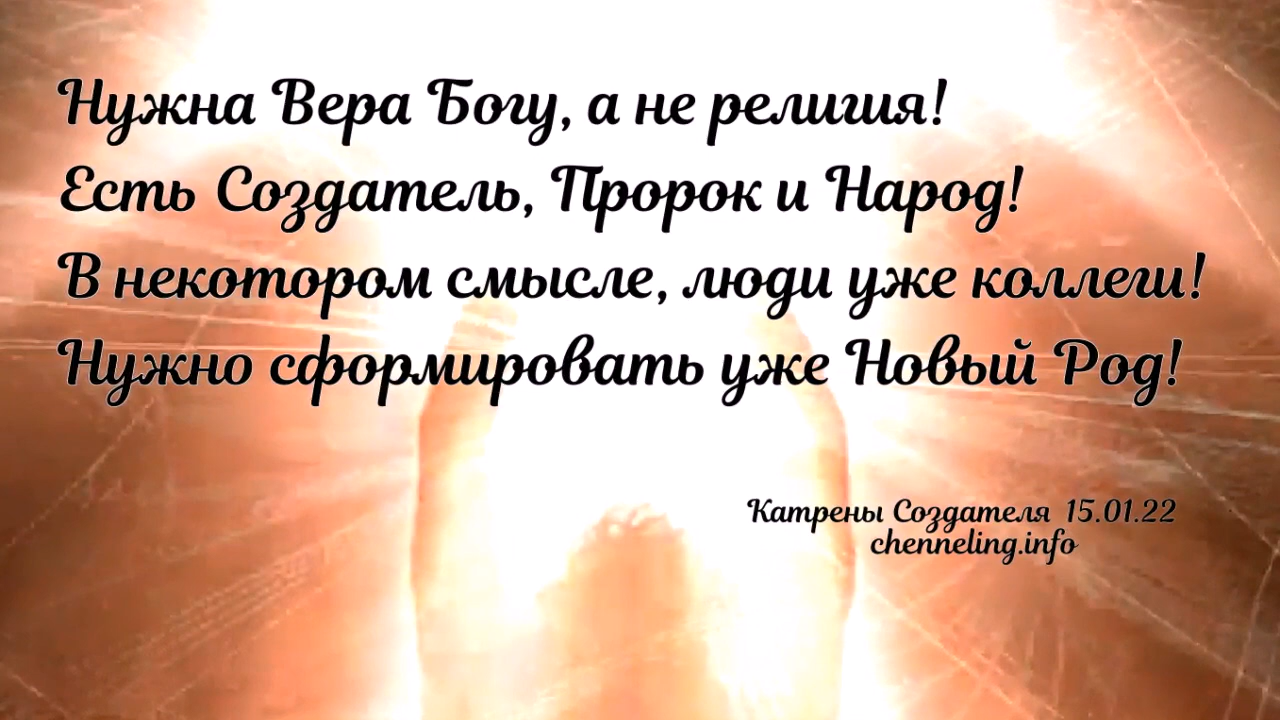 Нужна Вера Богу, а не религия!
Есть Создатель, Пророк и Народ!
В некотором смысле, люди уже коллеги!
Нужно сформировать уже Новый Род!
Катрены Создателя 15.01.22
chenneling.info